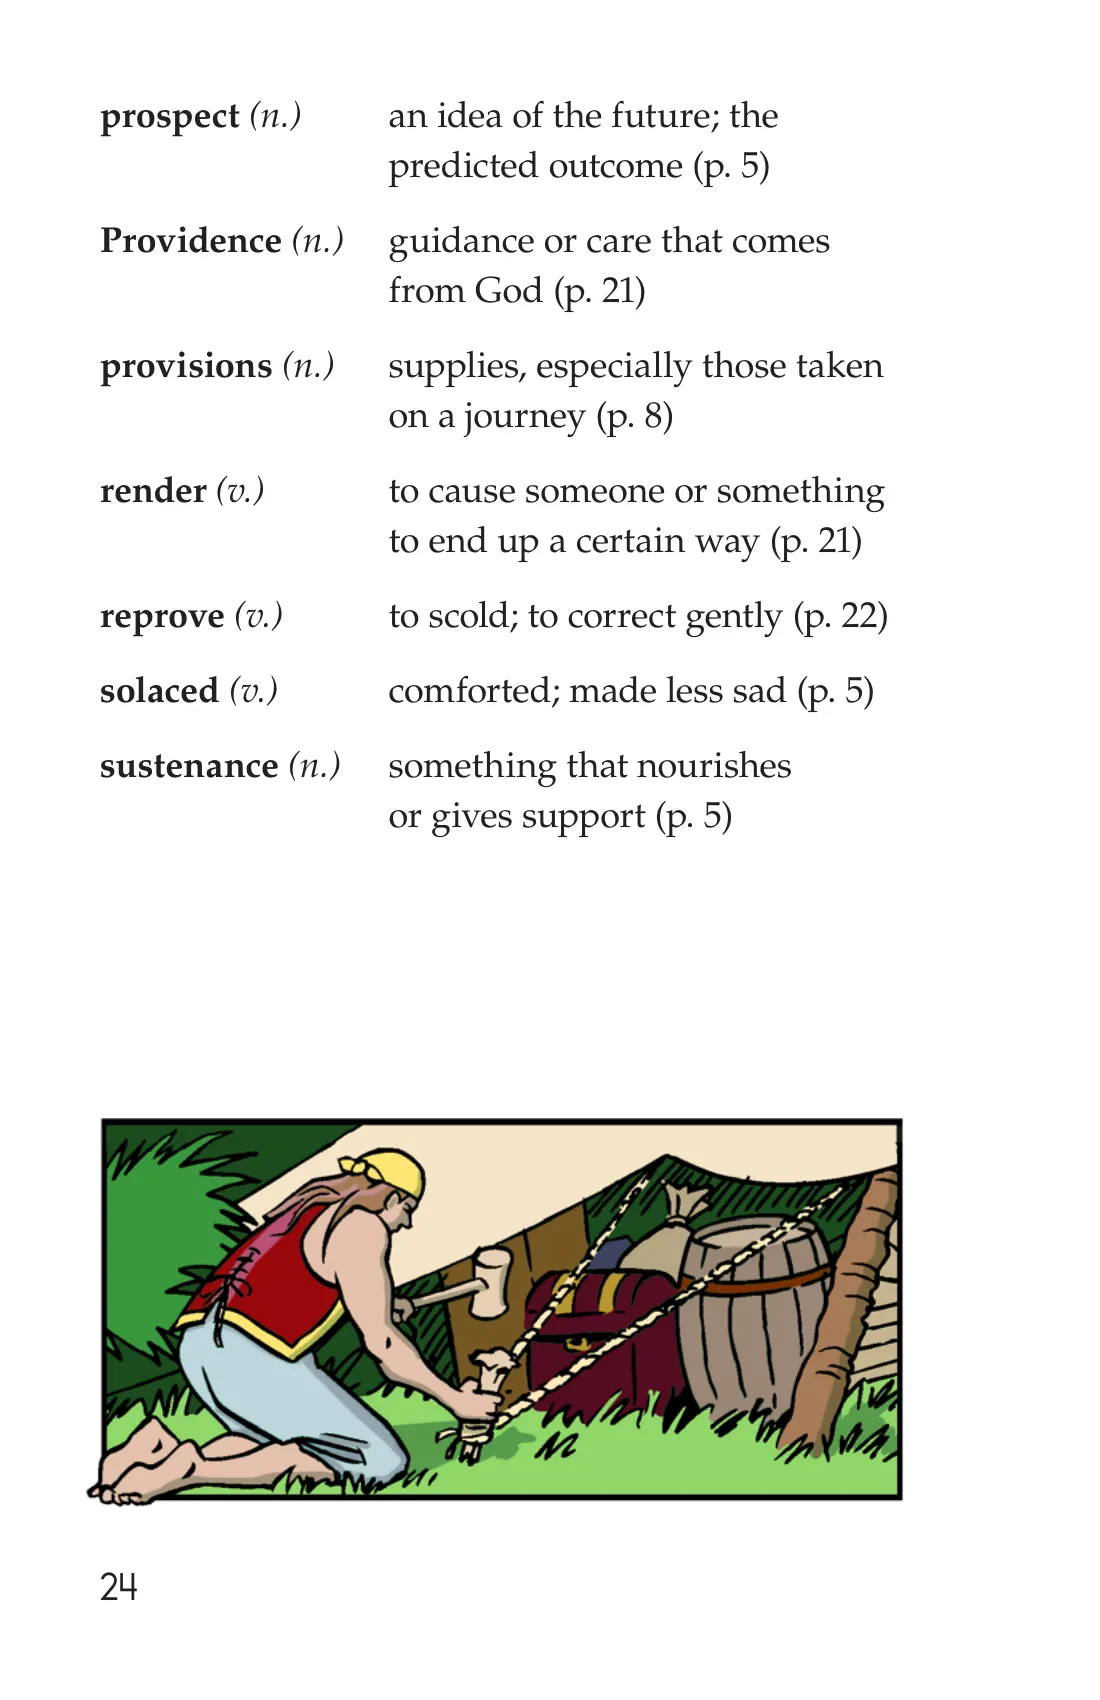 prospect (n.) an idea of the future; the
predicted outcome (p. 5)
Providence (n.) guidance or care that comes
from God (p. 21)
provisions (n.) supplies, especially those taken
on a journey (p. 8)
render (v.) to cause someone or something
to end up a certain way (p. 21)
reprove (v.) to scold; to correct gently (p. 22)
solaced (v.) comforted; made less sad (p. 5)
sustenance (n.) something that nourishes
or gives support (p. 5)
24